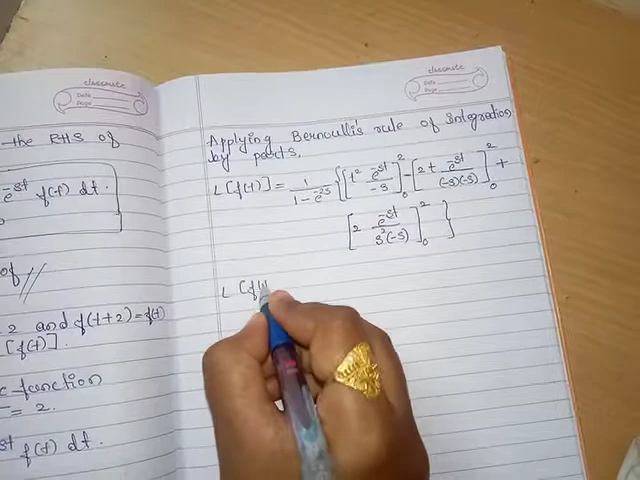 classmate
Date
Page
the RHS of
e^-st f(t) dt.
of //
2 and f(t+2) = f(t)
[f(t)].
c function
= 2.
st f(t) dt.
classmate
Date
Page
Applying Bernoulli's rule of Integration
by parts,
L[f(t)] = 1/(1-e^-2s) {[t² e^-st/-s]₀² - [2t e^-st/(-s)(-s)]₀² +
[2 e^-st/s²(-s)]₀² }
L [f(t